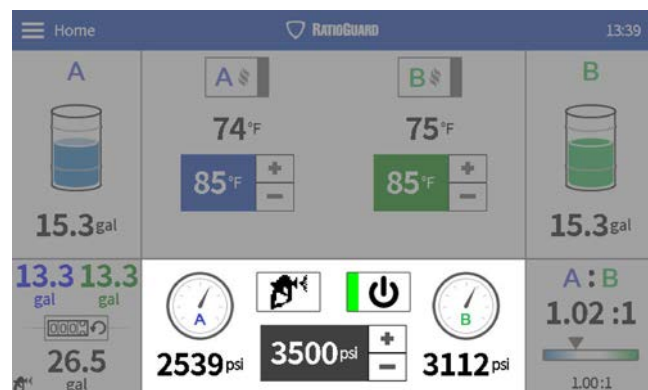 Home RATIOGUARD 13:39
A A B B
74°F 75°F
85°F + 85°F +
− −
15.3gal 15.3gal
13.3 13.3
gal gal
A:B
A B
1.02 :1
3500psi + −
2539psi 3112psi
26.5
gal
1.00:1